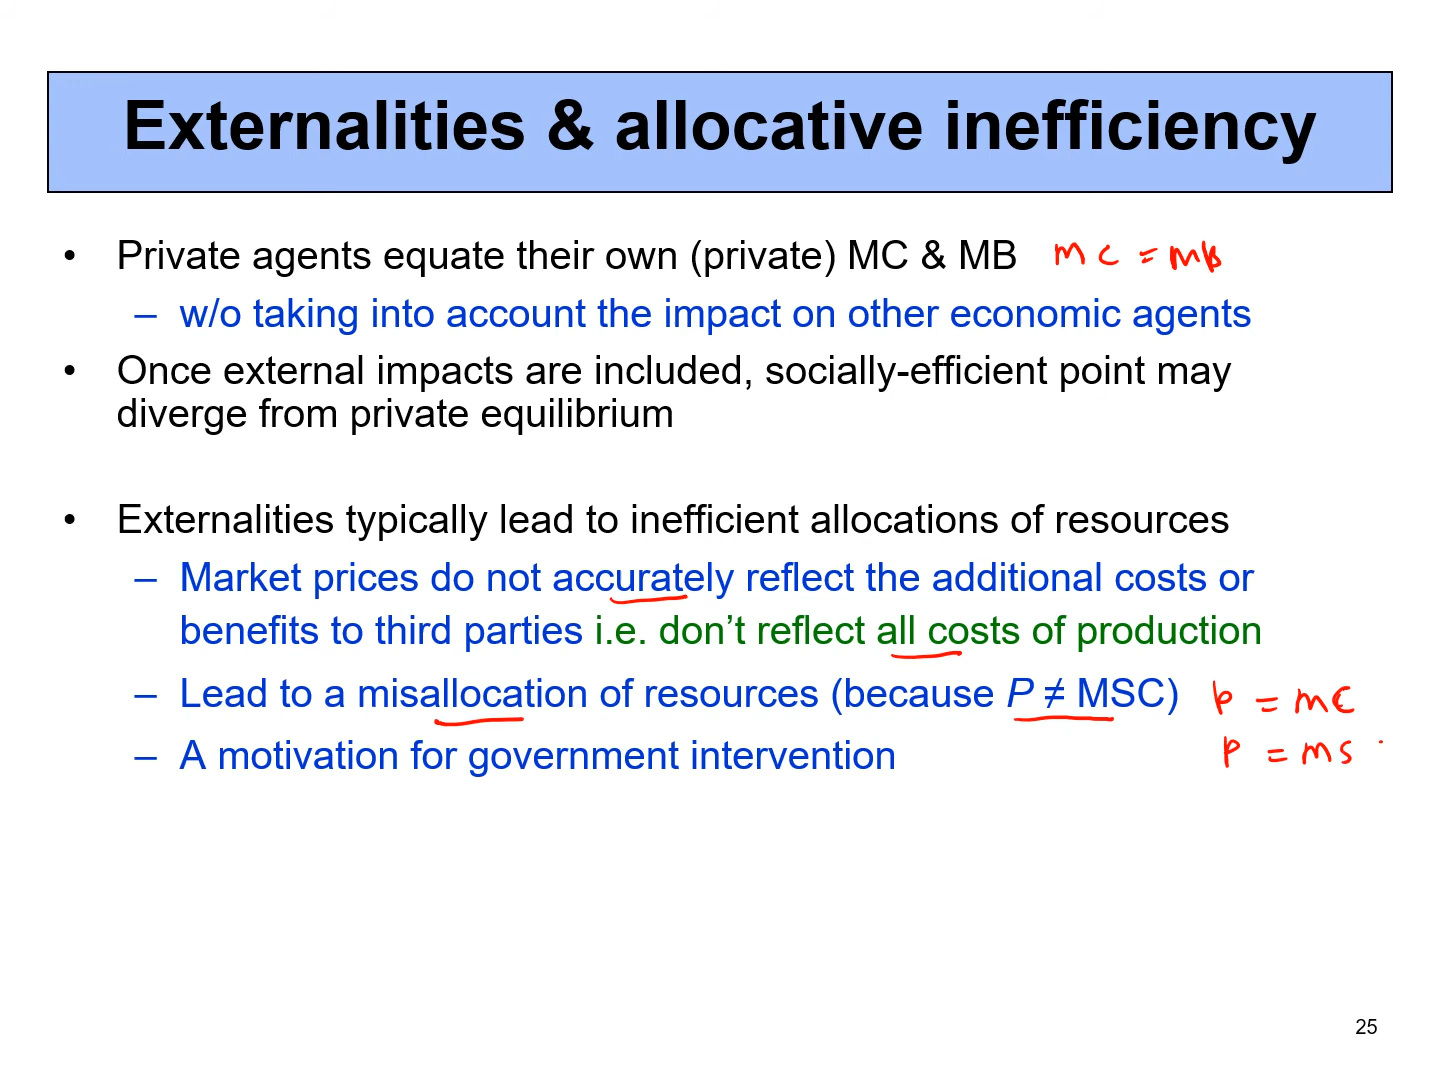 Externalities & allocative inefficiency
• Private agents equate their own (private) MC & MB MC = MB
– w/o taking into account the impact on other economic agents
• Once external impacts are included, socially-efficient point may
diverge from private equilibrium
• Externalities typically lead to inefficient allocations of resources
– Market prices do not accurately reflect the additional costs or
benefits to third parties i.e. don’t reflect all costs of production
– Lead to a misallocation of resources (because P ≠ MSC) P = MC
– A motivation for government intervention P = MS
25